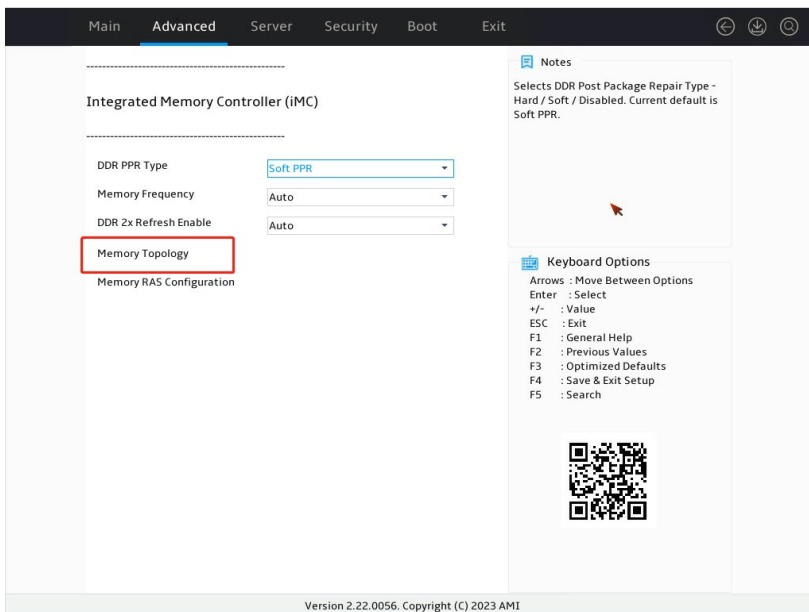 Main Advanced Server Security Boot Exit
--------------------------------------------------
Integrated Memory Controller (iMC)
--------------------------------------------------
DDR PPR Type Soft PPR
Memory Frequency Auto
DDR 2x Refresh Enable Auto
Memory Topology
Memory RAS Configuration
Notes
Selects DDR Post Package Repair Type -
Hard / Soft / Disabled. Current default is
Soft PPR.
Keyboard Options
Arrows : Move Between Options
Enter : Select
+/- : Value
ESC : Exit
F1 : General Help
F2 : Previous Values
F3 : Optimized Defaults
F4 : Save & Exit Setup
F5 : Search
Version 2.22.0056. Copyright (C) 2023 AMI